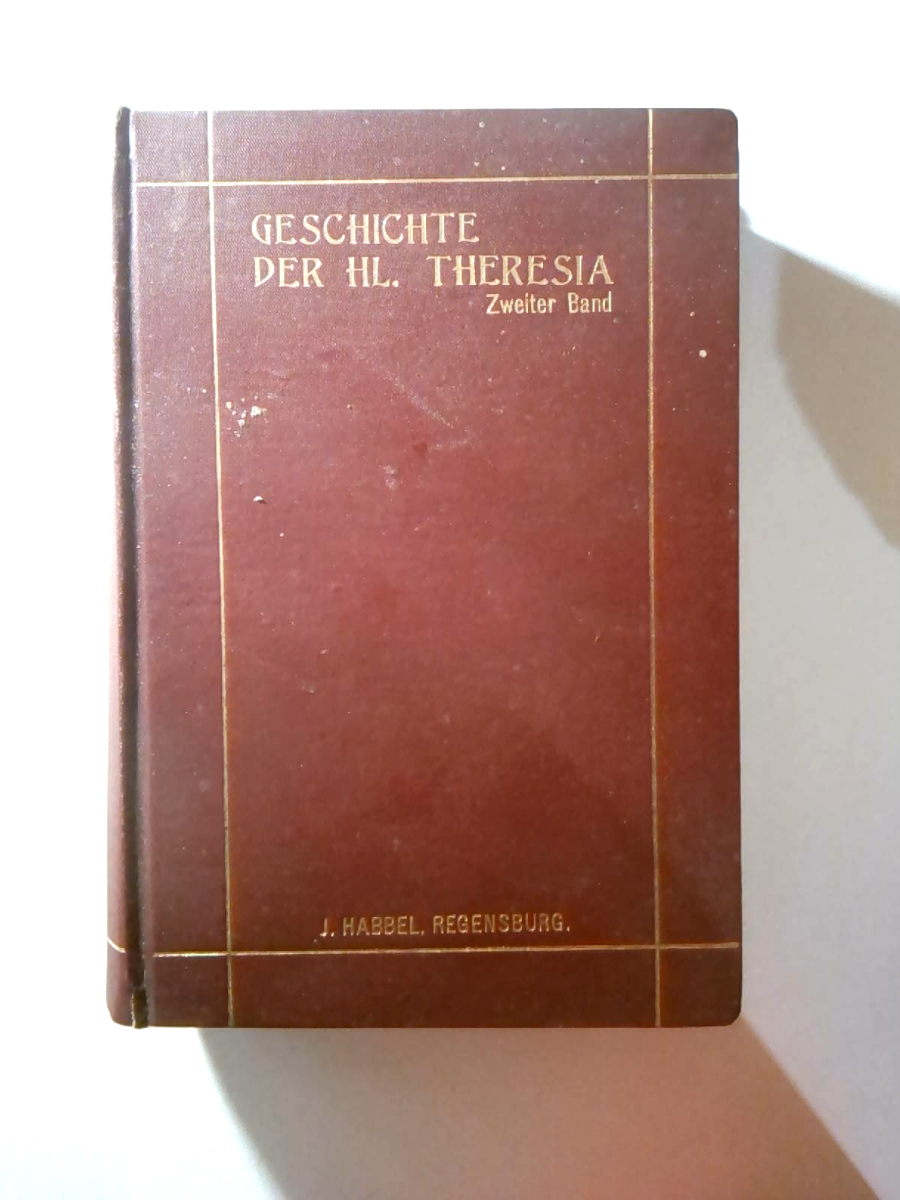 GESCHICHTE
DER HL. THERESIA
Zweiter Band
J. HABBEL, REGENSBURG.